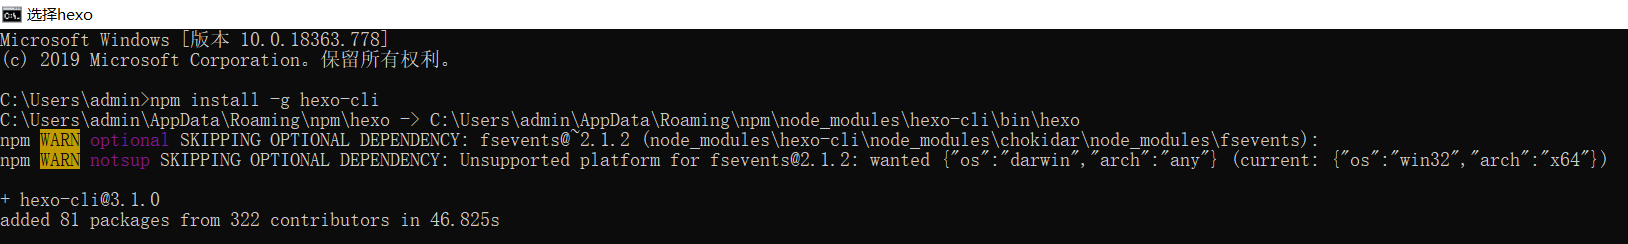 选择hexo
Microsoft Windows [版本 10.0.18363.778]
(c) 2019 Microsoft Corporation。保留所有权利。
C:\Users\admin>npm install -g hexo-cli
C:\Users\admin\AppData\Roaming\npm\hexo -> C:\Users\admin\AppData\Roaming\npm\node_modules\hexo-cli\bin\hexo
npm WARN optional SKIPPING OPTIONAL DEPENDENCY: fsevents@~2.1.2 (node_modules\hexo-cli\node_modules\chokidar\node_modules\fsevents):
npm WARN notsup SKIPPING OPTIONAL DEPENDENCY: Unsupported platform for fsevents@2.1.2: wanted {"os":"darwin","arch":"any"} (current: {"os":"win32","arch":"x64"})
+ hexo-cli@3.1.0
added 81 packages from 322 contributors in 46.825s